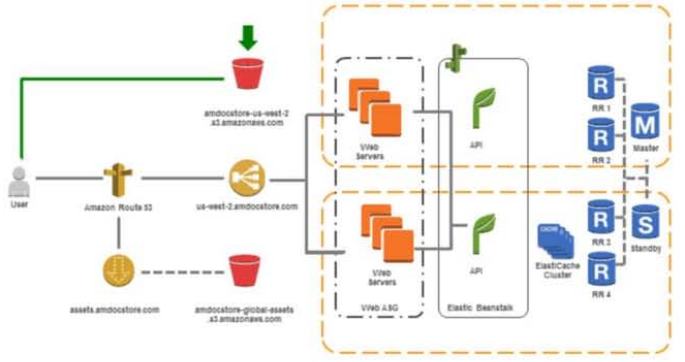 amdocstore-us-west-2
.s3.amazonaws.com
User
Amazon Route 53
us-west-2.amdocstore.com
assets.amdocstore.com
amdocstore-global-assets
.s3.amazonaws.com
Web
Servers
Web
Servers
Web ASG
API
API
Elastic Beanstalk
CACHE
ElastiCache
Cluster
R
RR 1
R
RR 2
M
Master
R
RR 3
S
Standby
R
RR 4